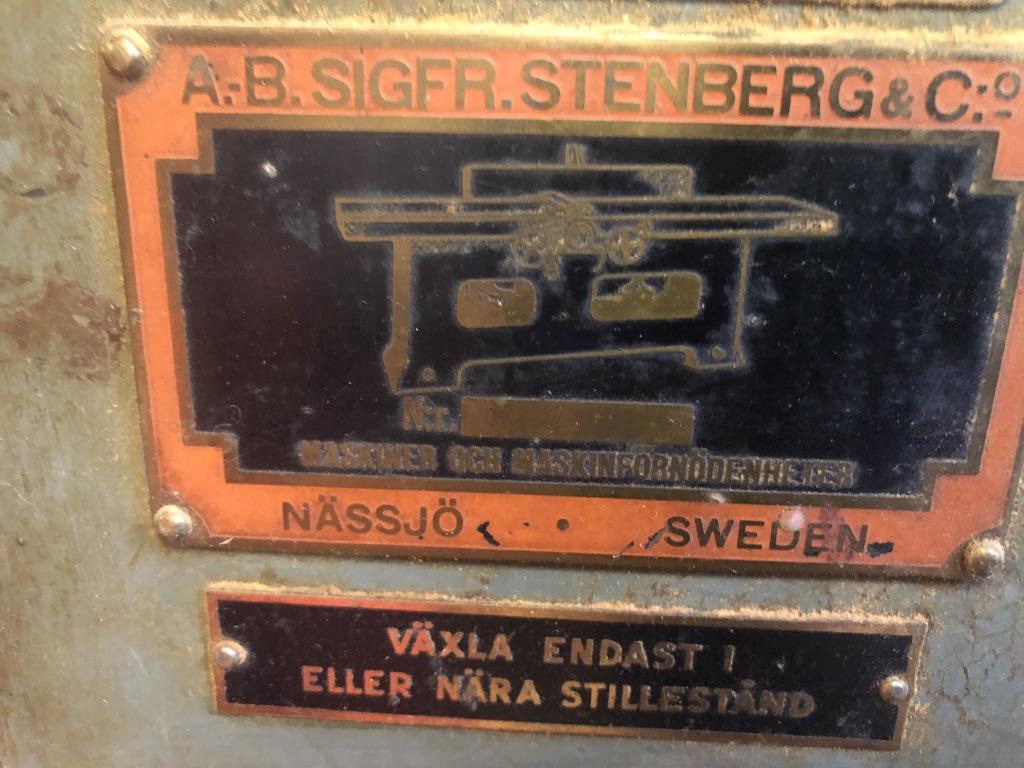 A.-B. SIGFR. STENBERG & C:o
N:r.
MASKINER OCH MASKINFÖRNÖDENHETER
NÄSSJÖ · SWEDEN
VÄXLA ENDAST I
ELLER NÄRA STILLESTÅND